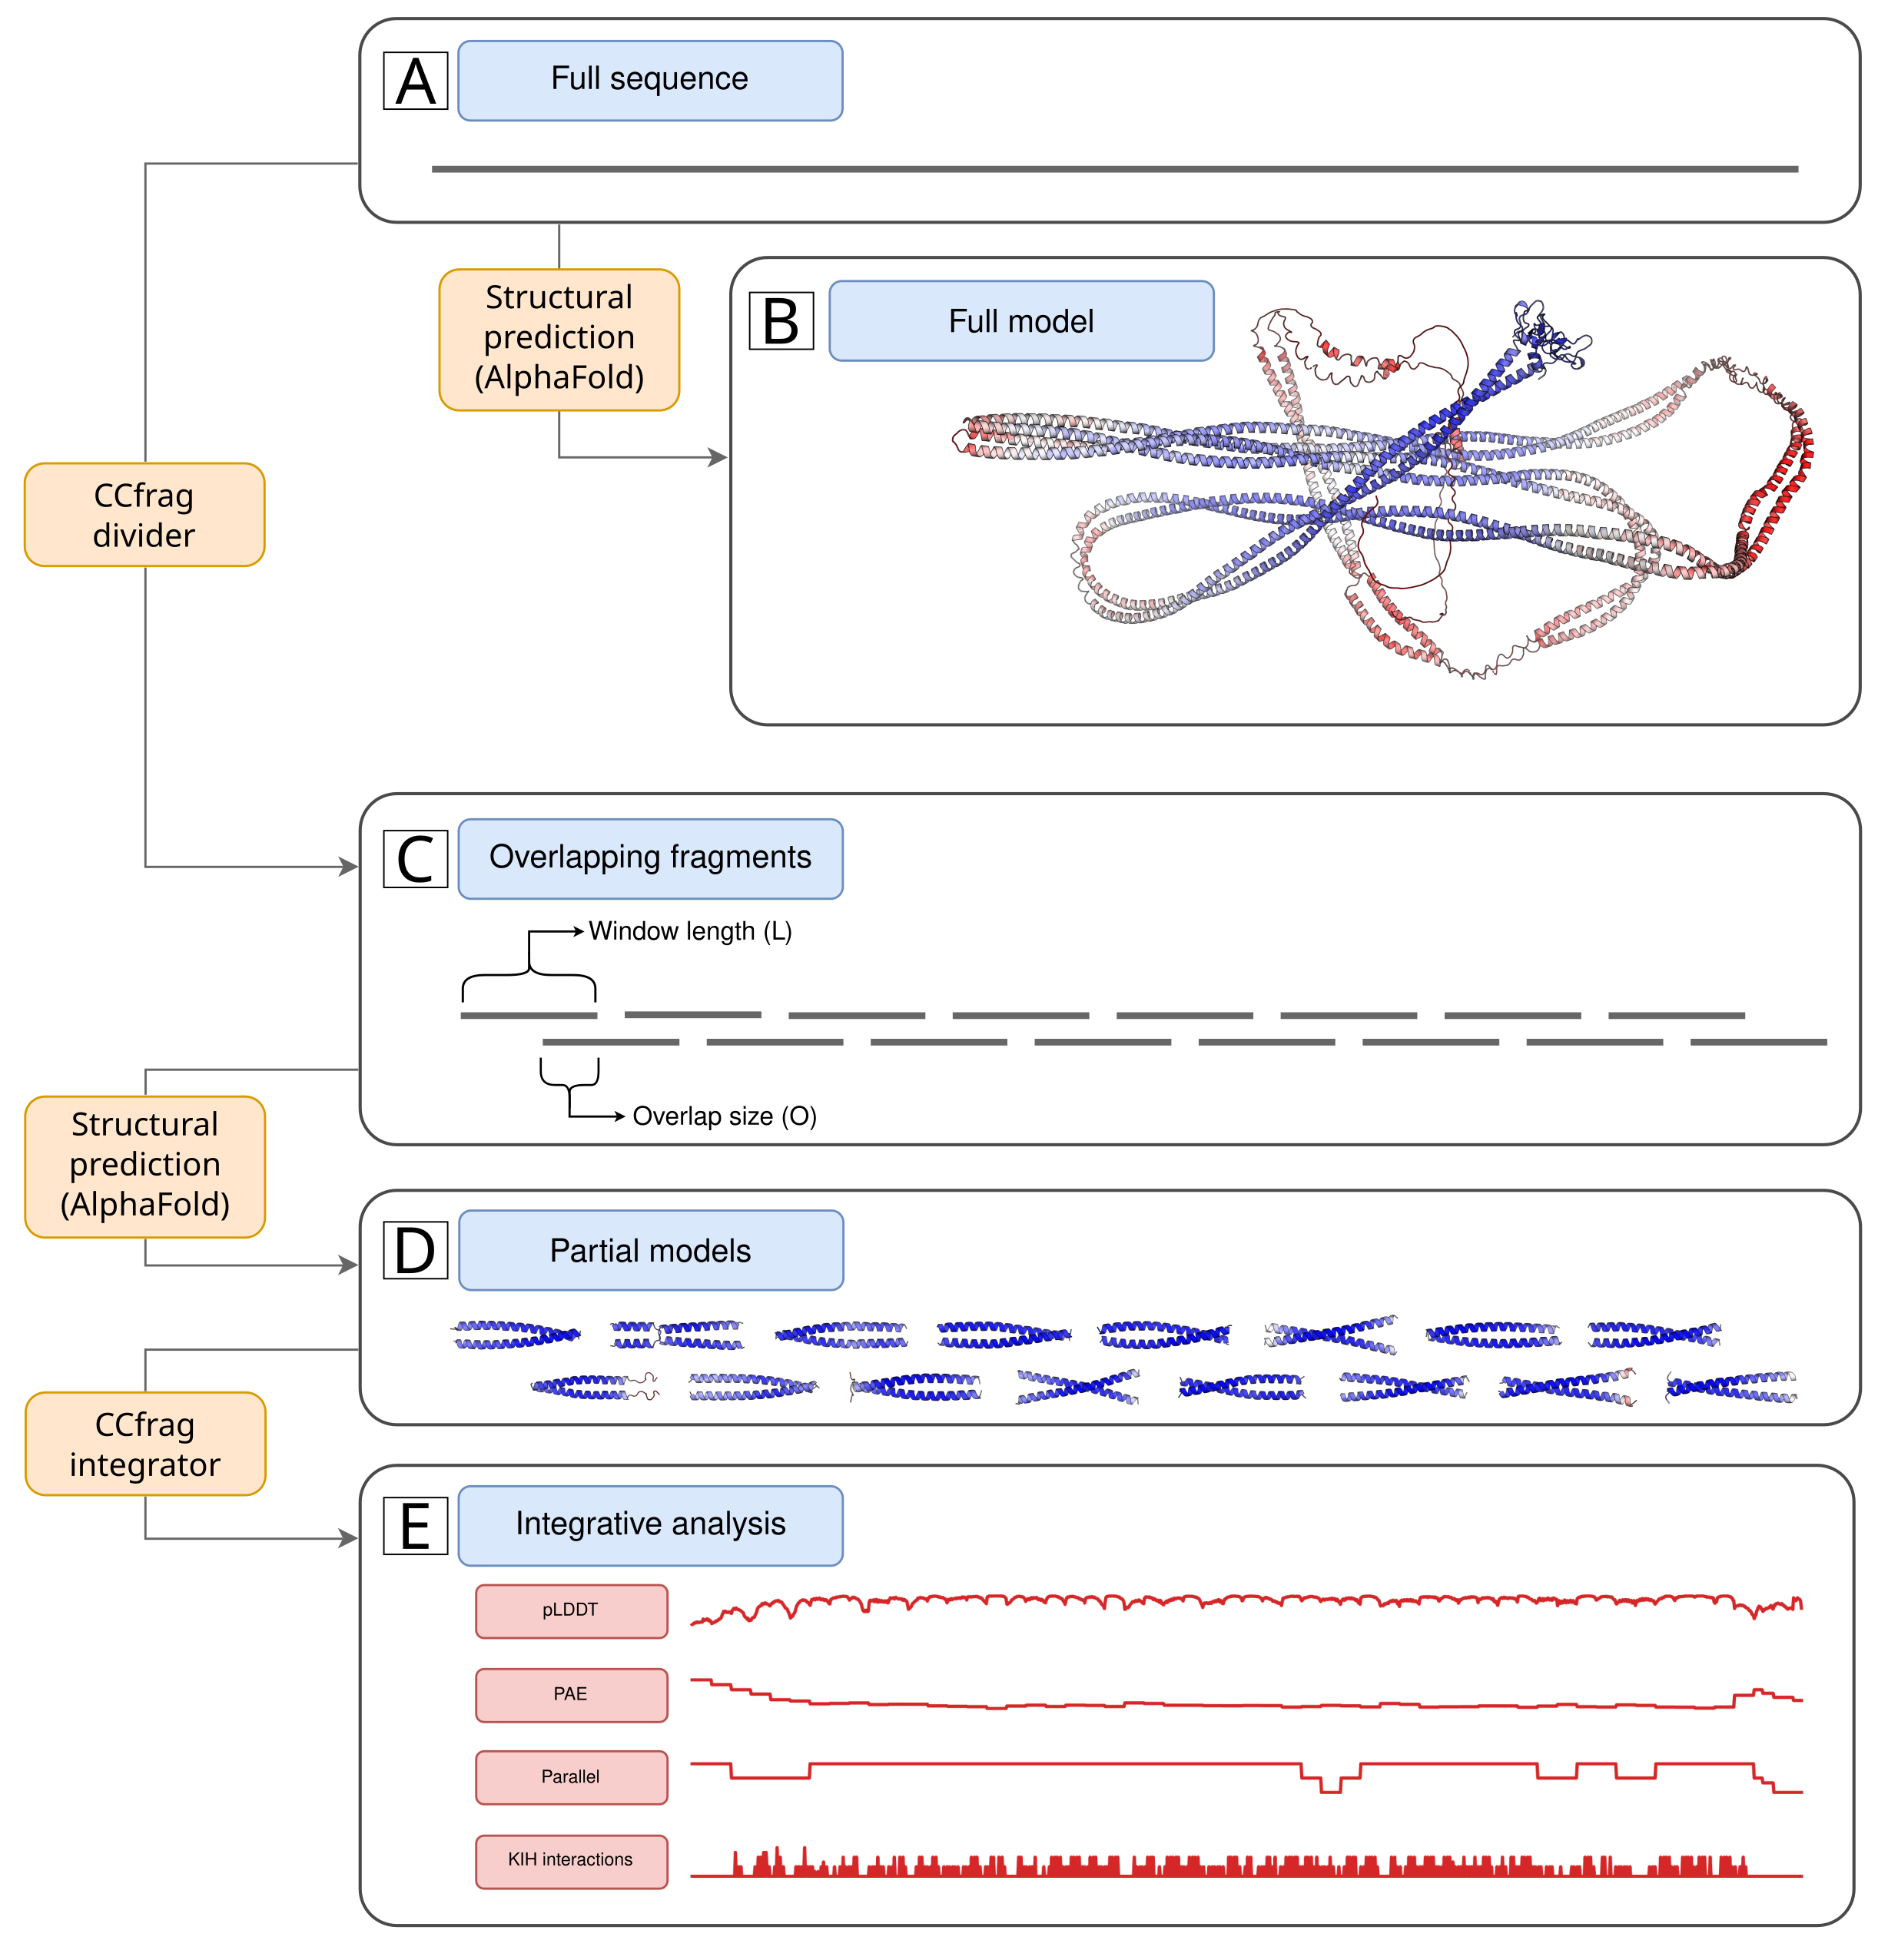 A
Full sequence
Structural
prediction
(AlphaFold)
B
Full model
CCfrag
divider
C
Overlapping fragments
Window length (L)
Overlap size (O)
Structural
prediction
(AlphaFold)
D
Partial models
CCfrag
integrator
E
Integrative analysis
pLDDT
PAE
Parallel
KIH interactions